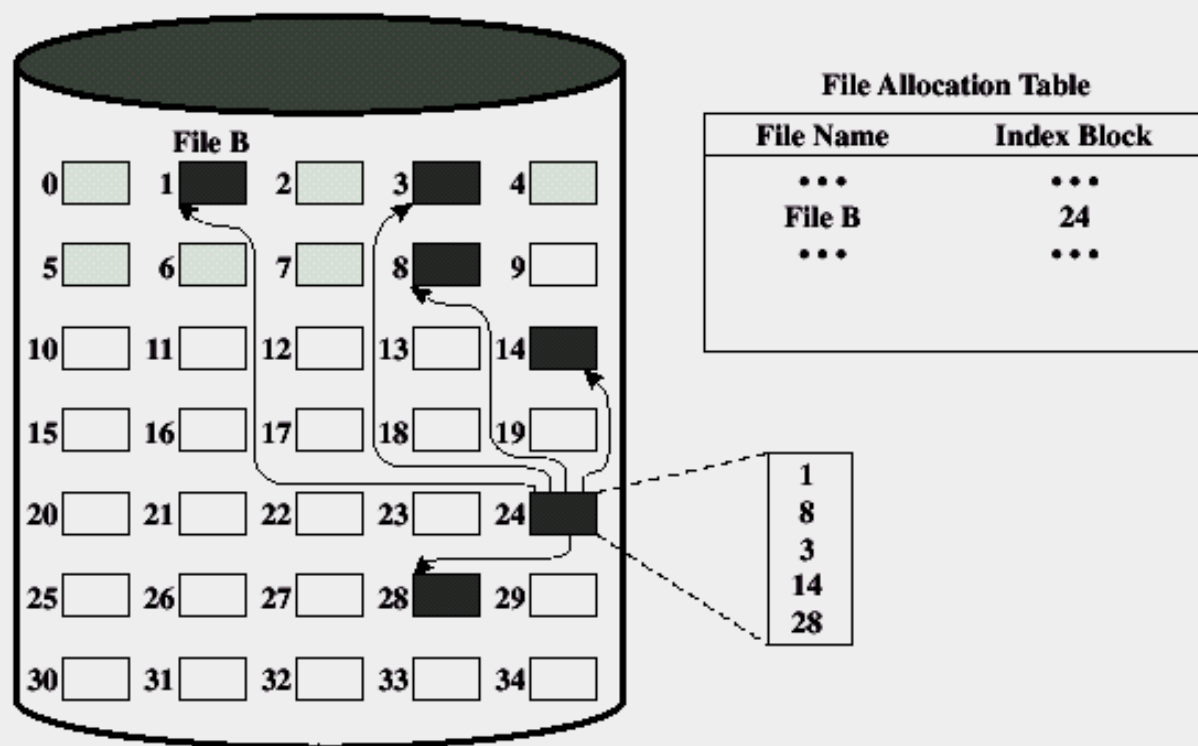 File Allocation Table
File Name Index Block
••• •••
File B 24
••• •••
File B
0 1 2 3 4
5 6 7 8 9
10 11 12 13 14
15 16 17 18 19
20 21 22 23 24
25 26 27 28 29
30 31 32 33 34
1
8
3
14
28